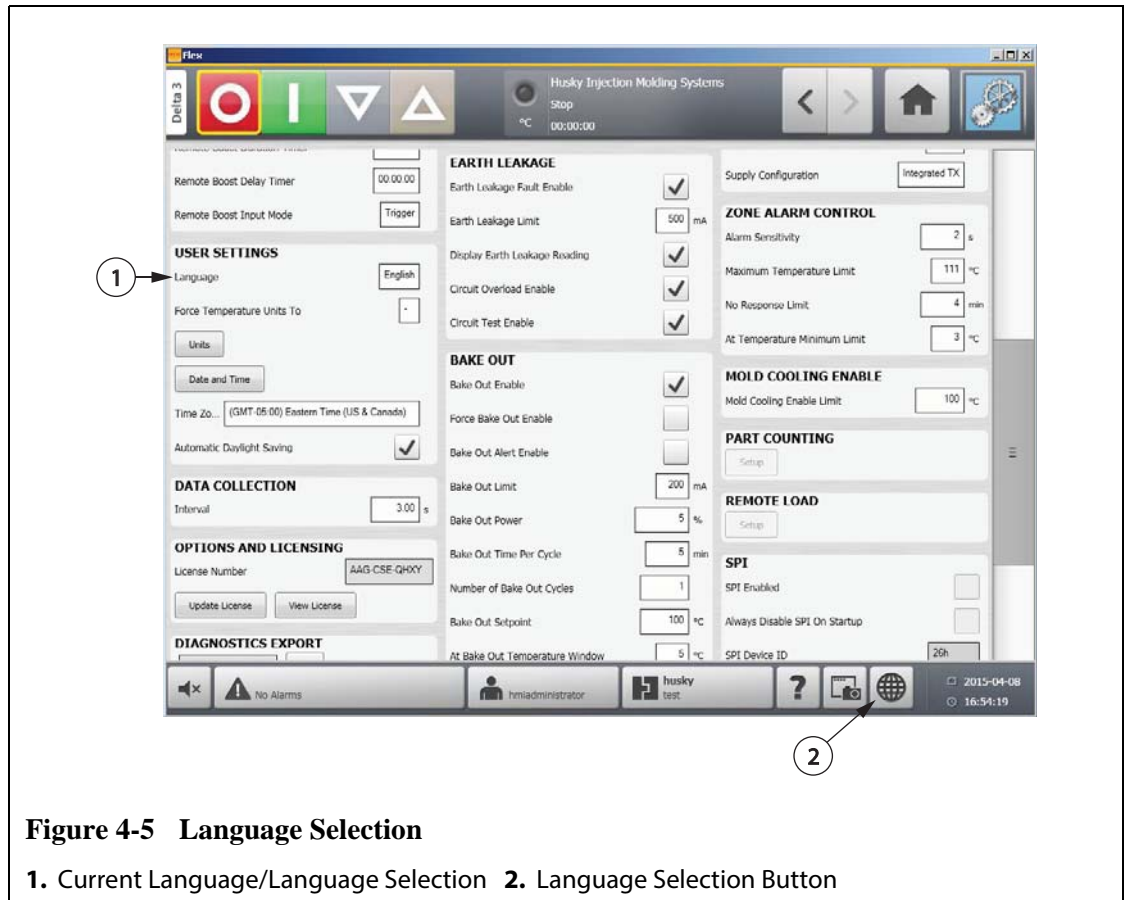 Flex
Delta 3
Husky Injection Molding Systems
Stop
°C 00:00:00
Remote Boost Duration Timer
Remote Boost Delay Timer 00:00:00
Remote Boost Input Mode Trigger
USER SETTINGS
1
Language English
Force Temperature Units To -
Units
Date and Time
Time Zo... (GMT-05:00) Eastern Time (US & Canada)
Automatic Daylight Saving
DATA COLLECTION
Interval 3.00 s
OPTIONS AND LICENSING
License Number AAG-CSE-QHXY
Update License View License
DIAGNOSTICS EXPORT
EARTH LEAKAGE
Earth Leakage Fault Enable
Earth Leakage Limit 500 mA
Display Earth Leakage Reading
Circuit Overload Enable
Circuit Test Enable
BAKE OUT
Bake Out Enable
Force Bake Out Enable
Bake Out Alert Enable
Bake Out Limit 200 mA
Bake Out Power 5 %
Bake Out Time Per Cycle 5 min
Number of Bake Out Cycles 1
Bake Out Setpoint 100 °C
At Bake Out Temperature Window 5 °C
Supply Configuration Integrated TX
ZONE ALARM CONTROL
Alarm Sensitivity 2 s
Maximum Temperature Limit 111 °C
No Response Limit 4 min
At Temperature Minimum Limit 3 °C
MOLD COOLING ENABLE
Mold Cooling Enable Limit 100 °C
PART COUNTING
Setup
REMOTE LOAD
Setup
SPI
SPI Enabled
Always Disable SPI On Startup
SPI Device ID 26h
No Alarms
hmiadministrator
husky
test
?
2015-04-08
16:54:19
2
Figure 4-5 Language Selection
1. Current Language/Language Selection 2. Language Selection Button